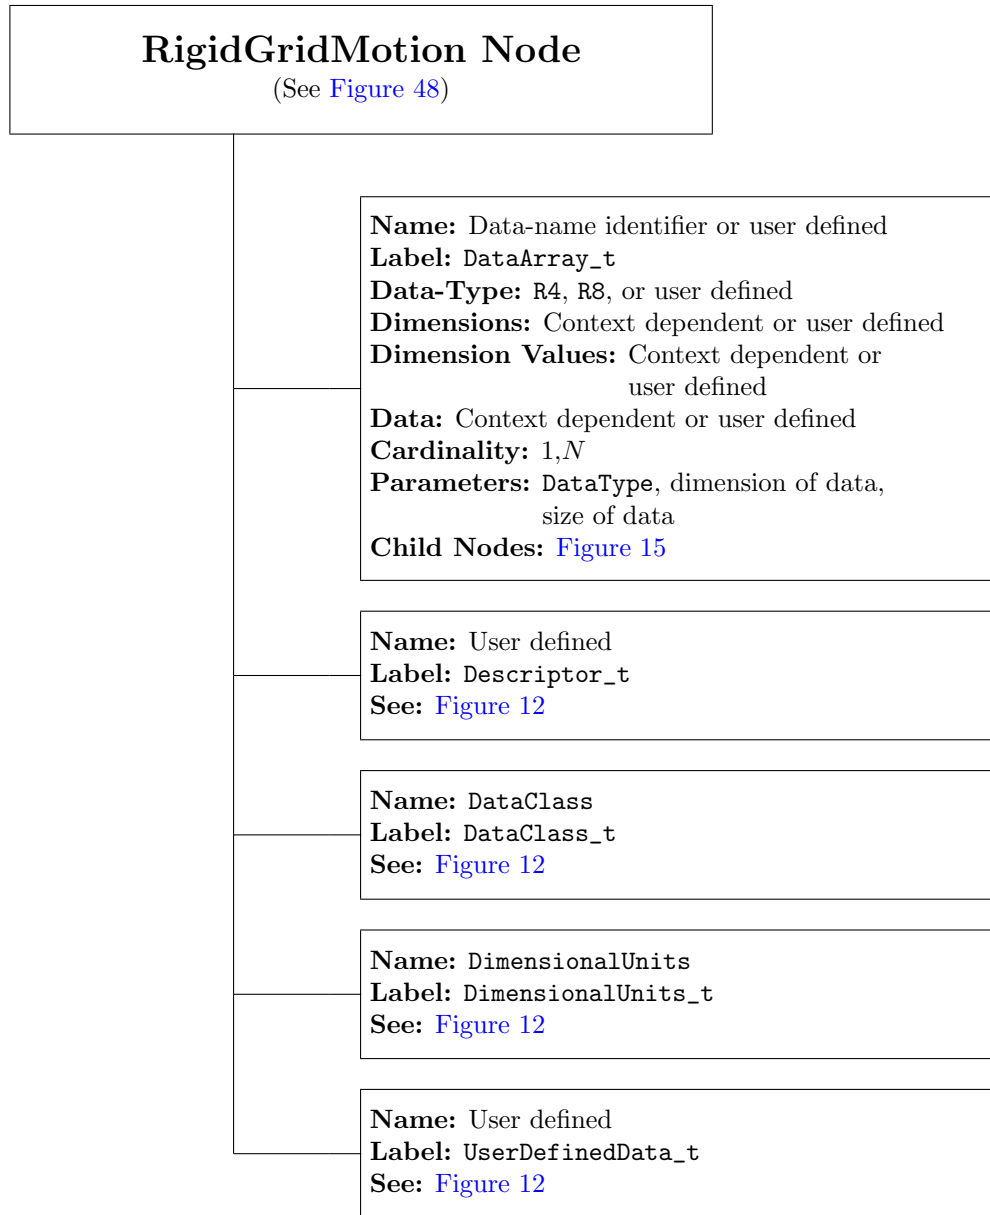 RigidGridMotion Node
(See Figure 48)
Name: Data-name identifier or user defined
Label: DataArray_t
Data-Type: R4, R8, or user defined
Dimensions: Context dependent or user defined
Dimension Values: Context dependent or
user defined
Data: Context dependent or user defined
Cardinality: 1,N
Parameters: DataType, dimension of data,
size of data
Child Nodes: Figure 15
Name: User defined
Label: Descriptor_t
See: Figure 12
Name: DataClass
Label: DataClass_t
See: Figure 12
Name: DimensionalUnits
Label: DimensionalUnits_t
See: Figure 12
Name: User defined
Label: UserDefinedData_t
See: Figure 12